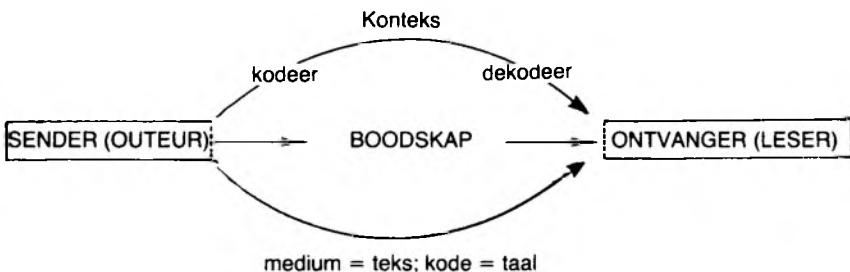 Konteks
kodeer dekodeer
SENDER (OUTEUR) BOODSKAP ONTVANGER (LESER)
medium = teks; kode = taal